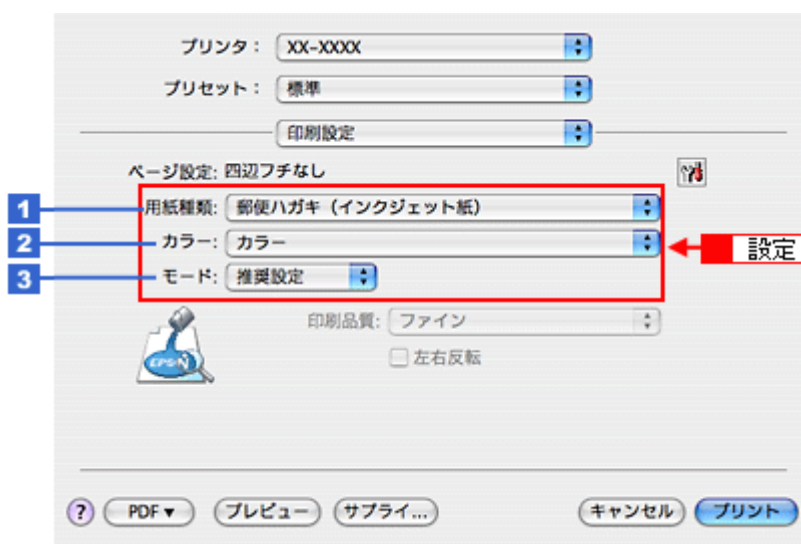 プリンタ： XX-XXXX
プリセット： 標準
印刷設定
ページ設定: 四辺フチなし
1 用紙種類: 郵便ハガキ（インクジェット紙）
2 カラー: カラー 設定
3 モード: 推奨設定
印刷品質: ファイン
EPSON
左右反転
? PDF▼ プレビュー サプライ... キャンセル プリント